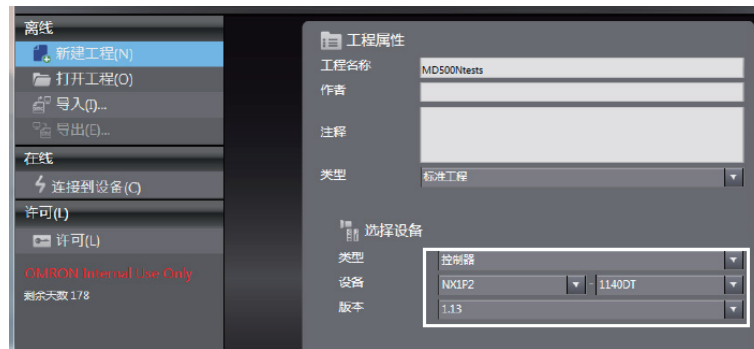 离线
新建工程(N)
打开工程(O)
导入(I)...
导出(E)...
在线
连接到设备(C)
许可(L)
许可(L)
OMRON Internal Use Only
剩余天数 178
工程属性
工程名称 MD500Ntests
作者
注释
类型 标准工程
选择设备
类型 控制器
设备 NX1P2 - 1140DT
版本 1.13